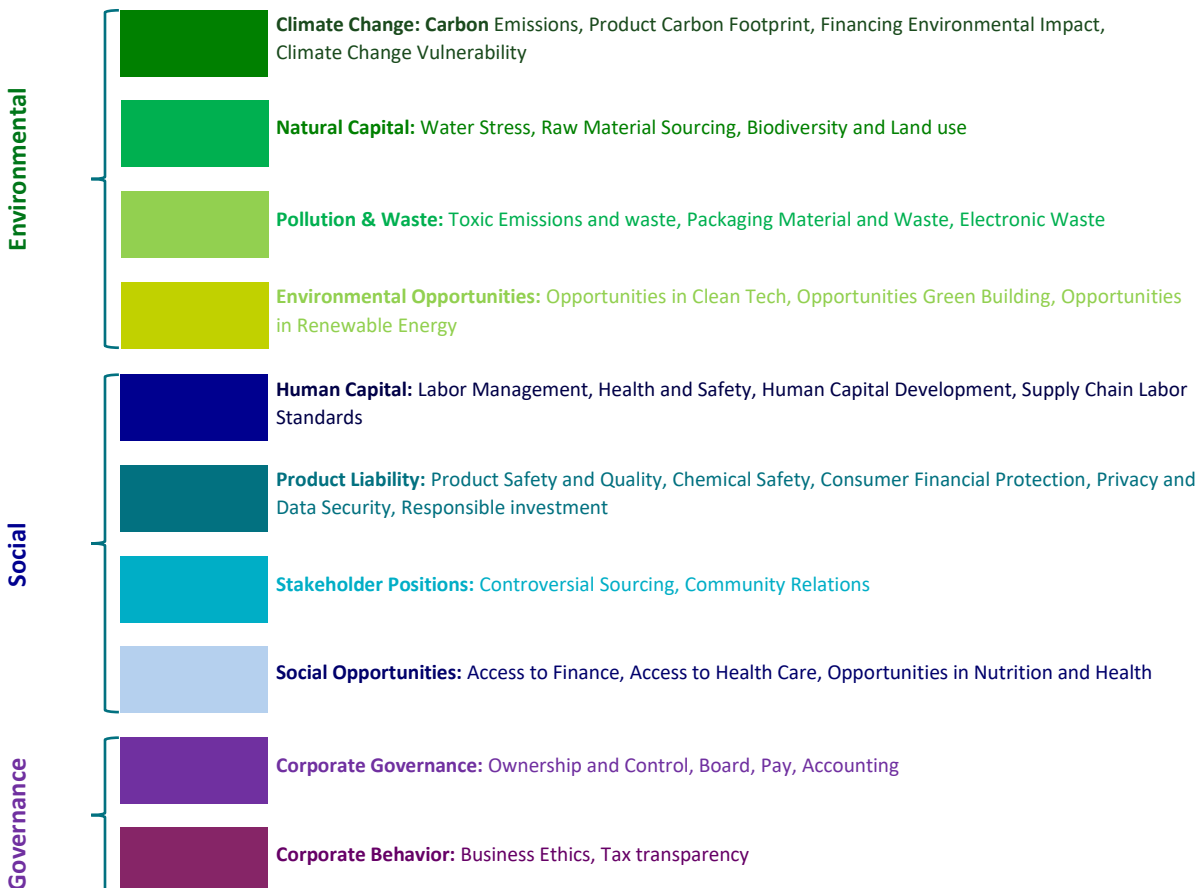 Environmental
Climate Change: Carbon Emissions, Product Carbon Footprint, Financing Environmental Impact,
Climate Change Vulnerability
Natural Capital: Water Stress, Raw Material Sourcing, Biodiversity and Land use
Pollution & Waste: Toxic Emissions and waste, Packaging Material and Waste, Electronic Waste
Environmental Opportunities: Opportunities in Clean Tech, Opportunities Green Building, Opportunities
in Renewable Energy
Social
Human Capital: Labor Management, Health and Safety, Human Capital Development, Supply Chain Labor
Standards
Product Liability: Product Safety and Quality, Chemical Safety, Consumer Financial Protection, Privacy and
Data Security, Responsible investment
Stakeholder Positions: Controversial Sourcing, Community Relations
Social Opportunities: Access to Finance, Access to Health Care, Opportunities in Nutrition and Health
Governance
Corporate Governance: Ownership and Control, Board, Pay, Accounting
Corporate Behavior: Business Ethics, Tax transparency